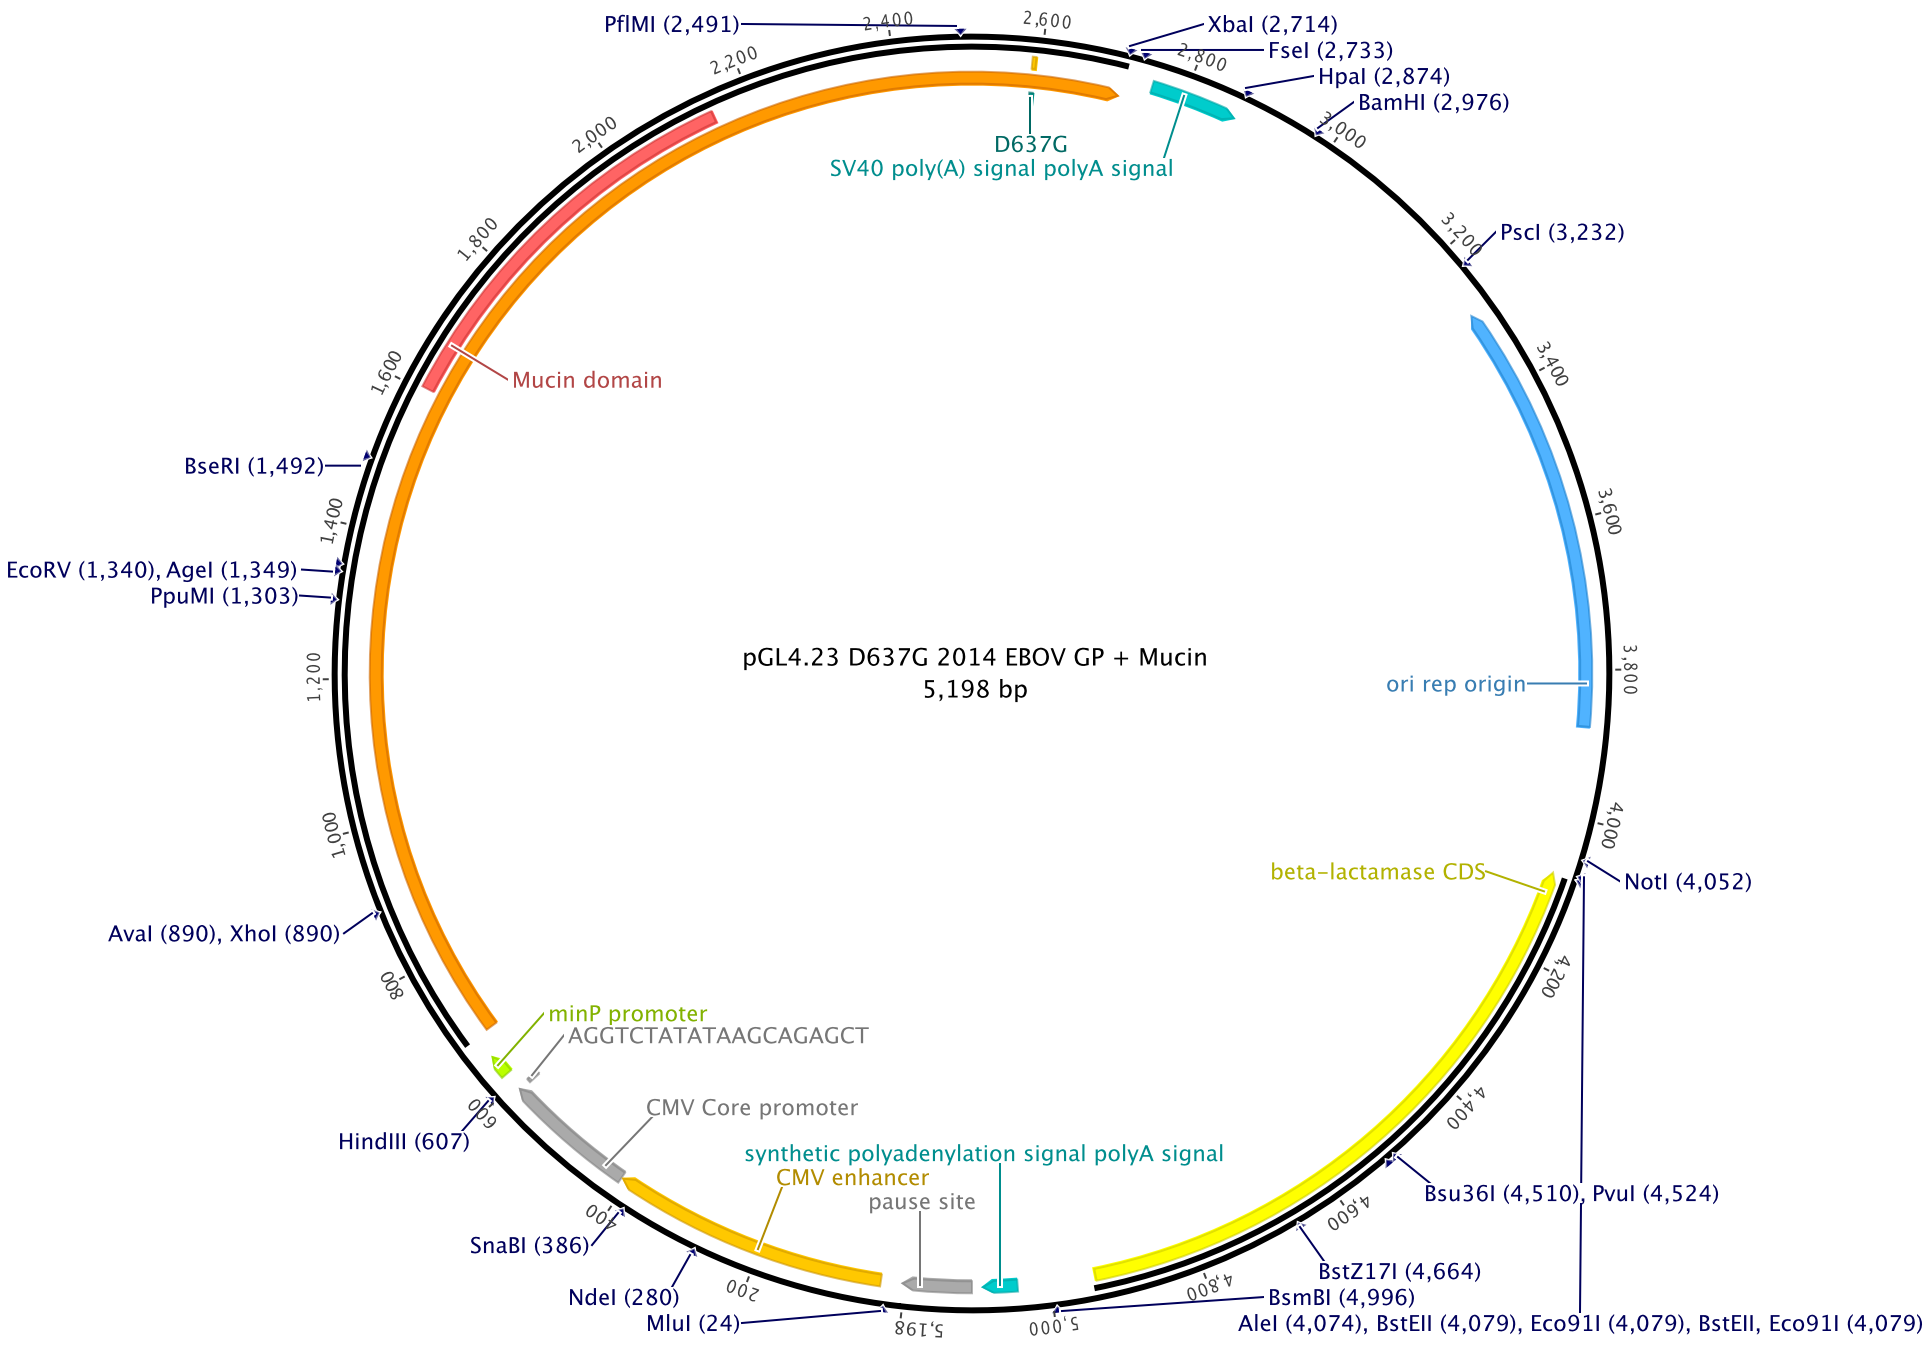 PflMI (2,491)
2,400
2,600
XbaI (2,714)
FseI (2,733)
2,800
HpaI (2,874)
BamHI (2,976)
3,000
2,200
D637G
SV40 poly(A) signal polyA signal
2,000
PscI (3,232)
3,200
1,800
3,400
1,600
Mucin domain
BseRI (1,492)
1,400
3,600
EcoRV (1,340), AgeI (1,349)
PpuMI (1,303)
1,200
pGL4.23 D637G 2014 EBOV GP + Mucin
5,198 bp
3,800
ori rep origin
1,000
4,000
beta-lactamase CDS
NotI (4,052)
AvaI (890), XhoI (890)
800
4,200
minP promoter
AGGTCTATATAAGCAGAGCT
600
CMV Core promoter
4,400
HindIII (607)
synthetic polyadenylation signal polyA signal
CMV enhancer
pause site
Bsu36I (4,510), PvuI (4,524)
400
4,600
SnaBI (386)
BstZ17I (4,664)
200
4,800
NdeI (280)
BsmBI (4,996)
MluI (24)
5,198
5,000
AleI (4,074), BstEII (4,079), Eco91I (4,079), BstEII, Eco91I (4,079)